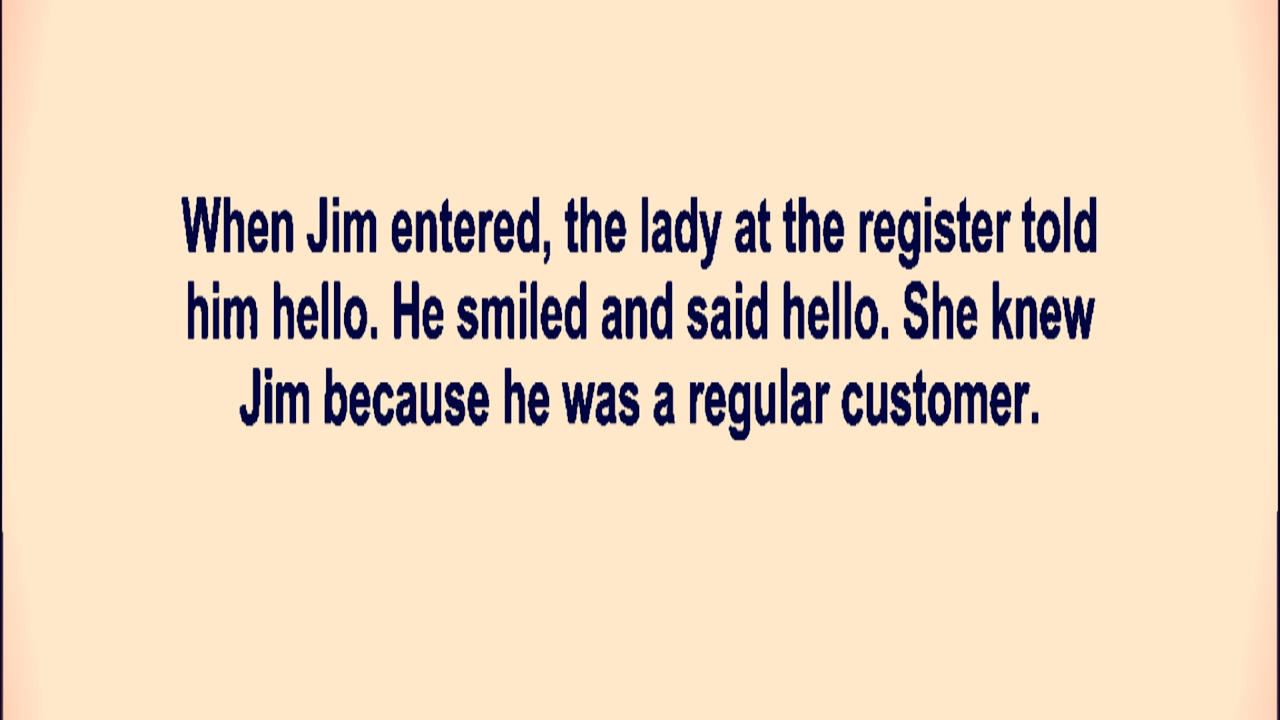 When Jim entered, the lady at the register told
him hello. He smiled and said hello. She knew
Jim because he was a regular customer.